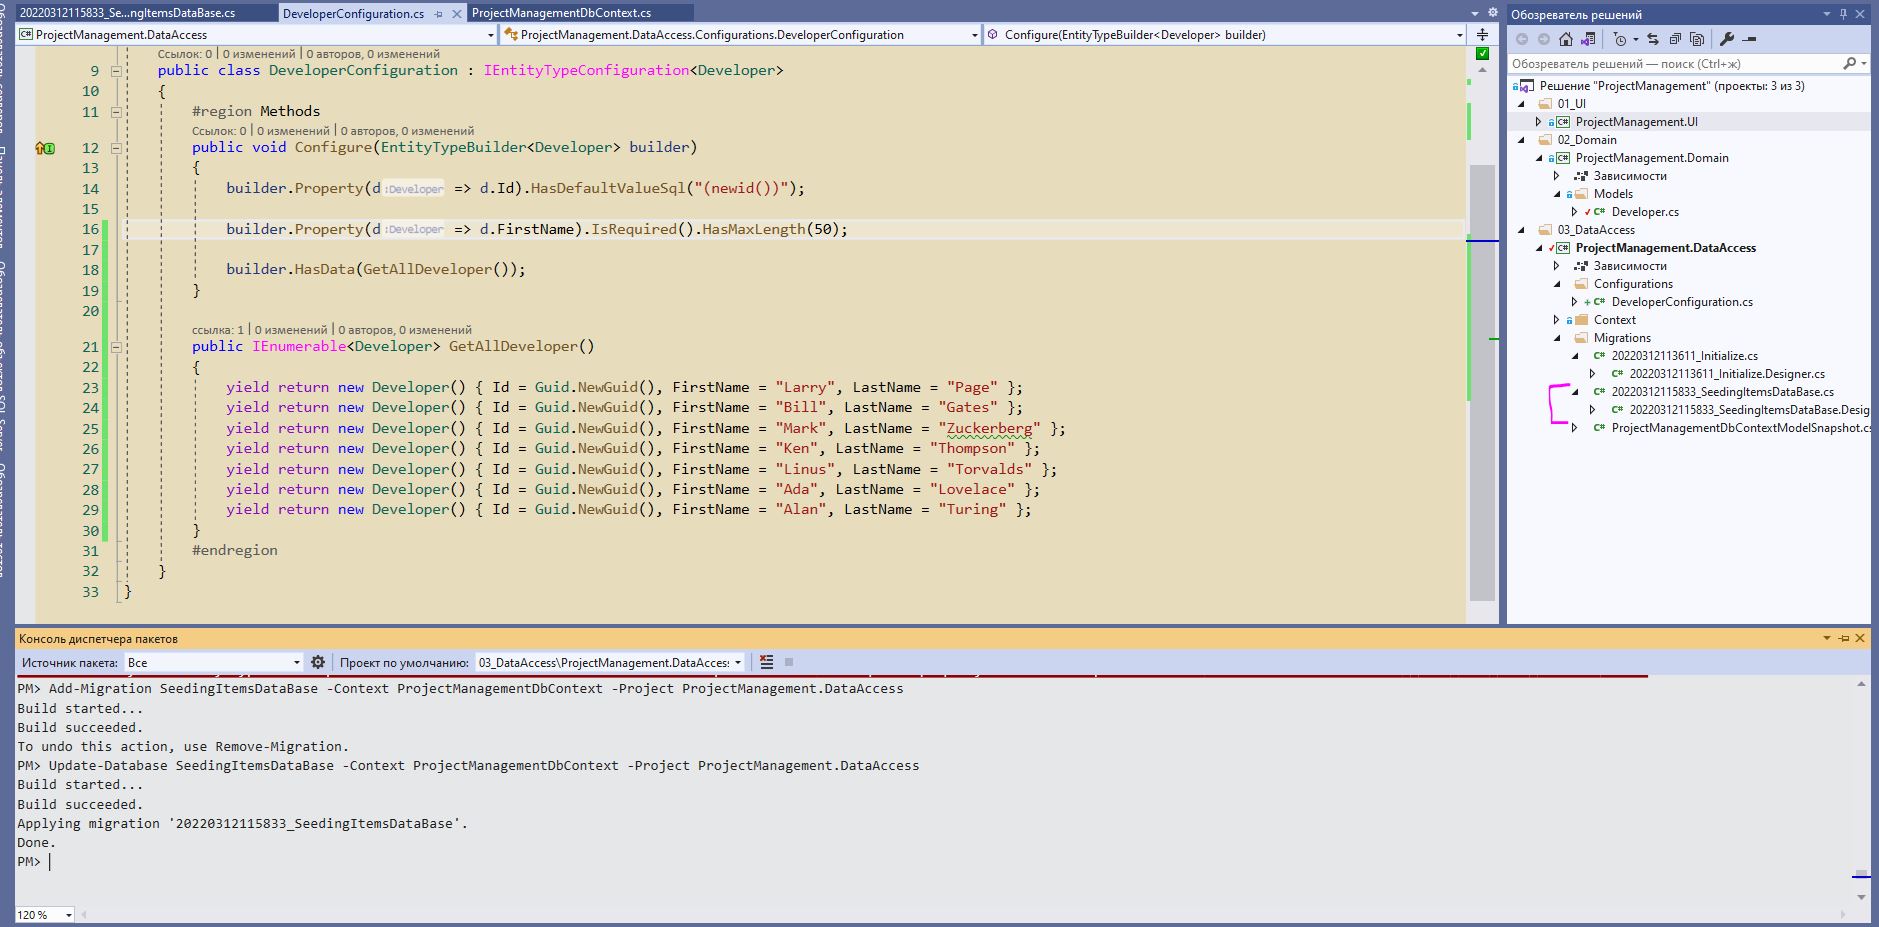 20220312115833_Se...ngItemsDataBase.cs
DeveloperConfiguration.cs
ProjectManagementDbContext.cs
ProjectManagement.DataAccess
ProjectManagement.DataAccess.Configurations.DeveloperConfiguration
Configure(EntityTypeBuilder<Developer> builder)
Ссылок: 0 | 0 изменений | 0 авторов, 0 изменений
9 public class DeveloperConfiguration : IEntityTypeConfiguration<Developer>
10 {
11 #region Methods
Ссылок: 0 | 0 изменений | 0 авторов, 0 изменений
12 public void Configure(EntityTypeBuilder<Developer> builder)
13 {
14 builder.Property(d :Developer => d.Id).HasDefaultValueSql("(newid())");
15
16 builder.Property(d :Developer => d.FirstName).IsRequired().HasMaxLength(50);
17
18 builder.HasData(GetAllDeveloper());
19 }
20
ссылка: 1 | 0 изменений | 0 авторов, 0 изменений
21 public IEnumerable<Developer> GetAllDeveloper()
22 {
23 yield return new Developer() { Id = Guid.NewGuid(), FirstName = "Larry", LastName = "Page" };
24 yield return new Developer() { Id = Guid.NewGuid(), FirstName = "Bill", LastName = "Gates" };
25 yield return new Developer() { Id = Guid.NewGuid(), FirstName = "Mark", LastName = "Zuckerberg" };
26 yield return new Developer() { Id = Guid.NewGuid(), FirstName = "Ken", LastName = "Thompson" };
27 yield return new Developer() { Id = Guid.NewGuid(), FirstName = "Linus", LastName = "Torvalds" };
28 yield return new Developer() { Id = Guid.NewGuid(), FirstName = "Ada", LastName = "Lovelace" };
29 yield return new Developer() { Id = Guid.NewGuid(), FirstName = "Alan", LastName = "Turing" };
30 }
31 #endregion
32 }
33 }
Обозреватель решений
Обозреватель решений — поиск (Ctrl+ж)
Решение "ProjectManagement" (проекты: 3 из 3)
01_UI
C# ProjectManagement.UI
02_Domain
C# ProjectManagement.Domain
Зависимости
Models
C# Developer.cs
03_DataAccess
C# ProjectManagement.DataAccess
Зависимости
Configurations
C# DeveloperConfiguration.cs
Context
Migrations
C# 20220312113611_Initialize.cs
C# 20220312113611_Initialize.Designer.cs
C# 20220312115833_SeedingItemsDataBase.cs
C# 20220312115833_SeedingItemsDataBase.Desig
C# ProjectManagementDbContextModelSnapshot.cs
Консоль диспетчера пакетов
Источник пакета: Все
Проект по умолчанию: 03_DataAccess\ProjectManagement.DataAccess
PM> Add-Migration SeedingItemsDataBase -Context ProjectManagementDbContext -Project ProjectManagement.DataAccess
Build started...
Build succeeded.
To undo this action, use Remove-Migration.
PM> Update-Database SeedingItemsDataBase -Context ProjectManagementDbContext -Project ProjectManagement.DataAccess
Build started...
Build succeeded.
Applying migration '20220312115833_SeedingItemsDataBase'.
Done.
PM>
120 %